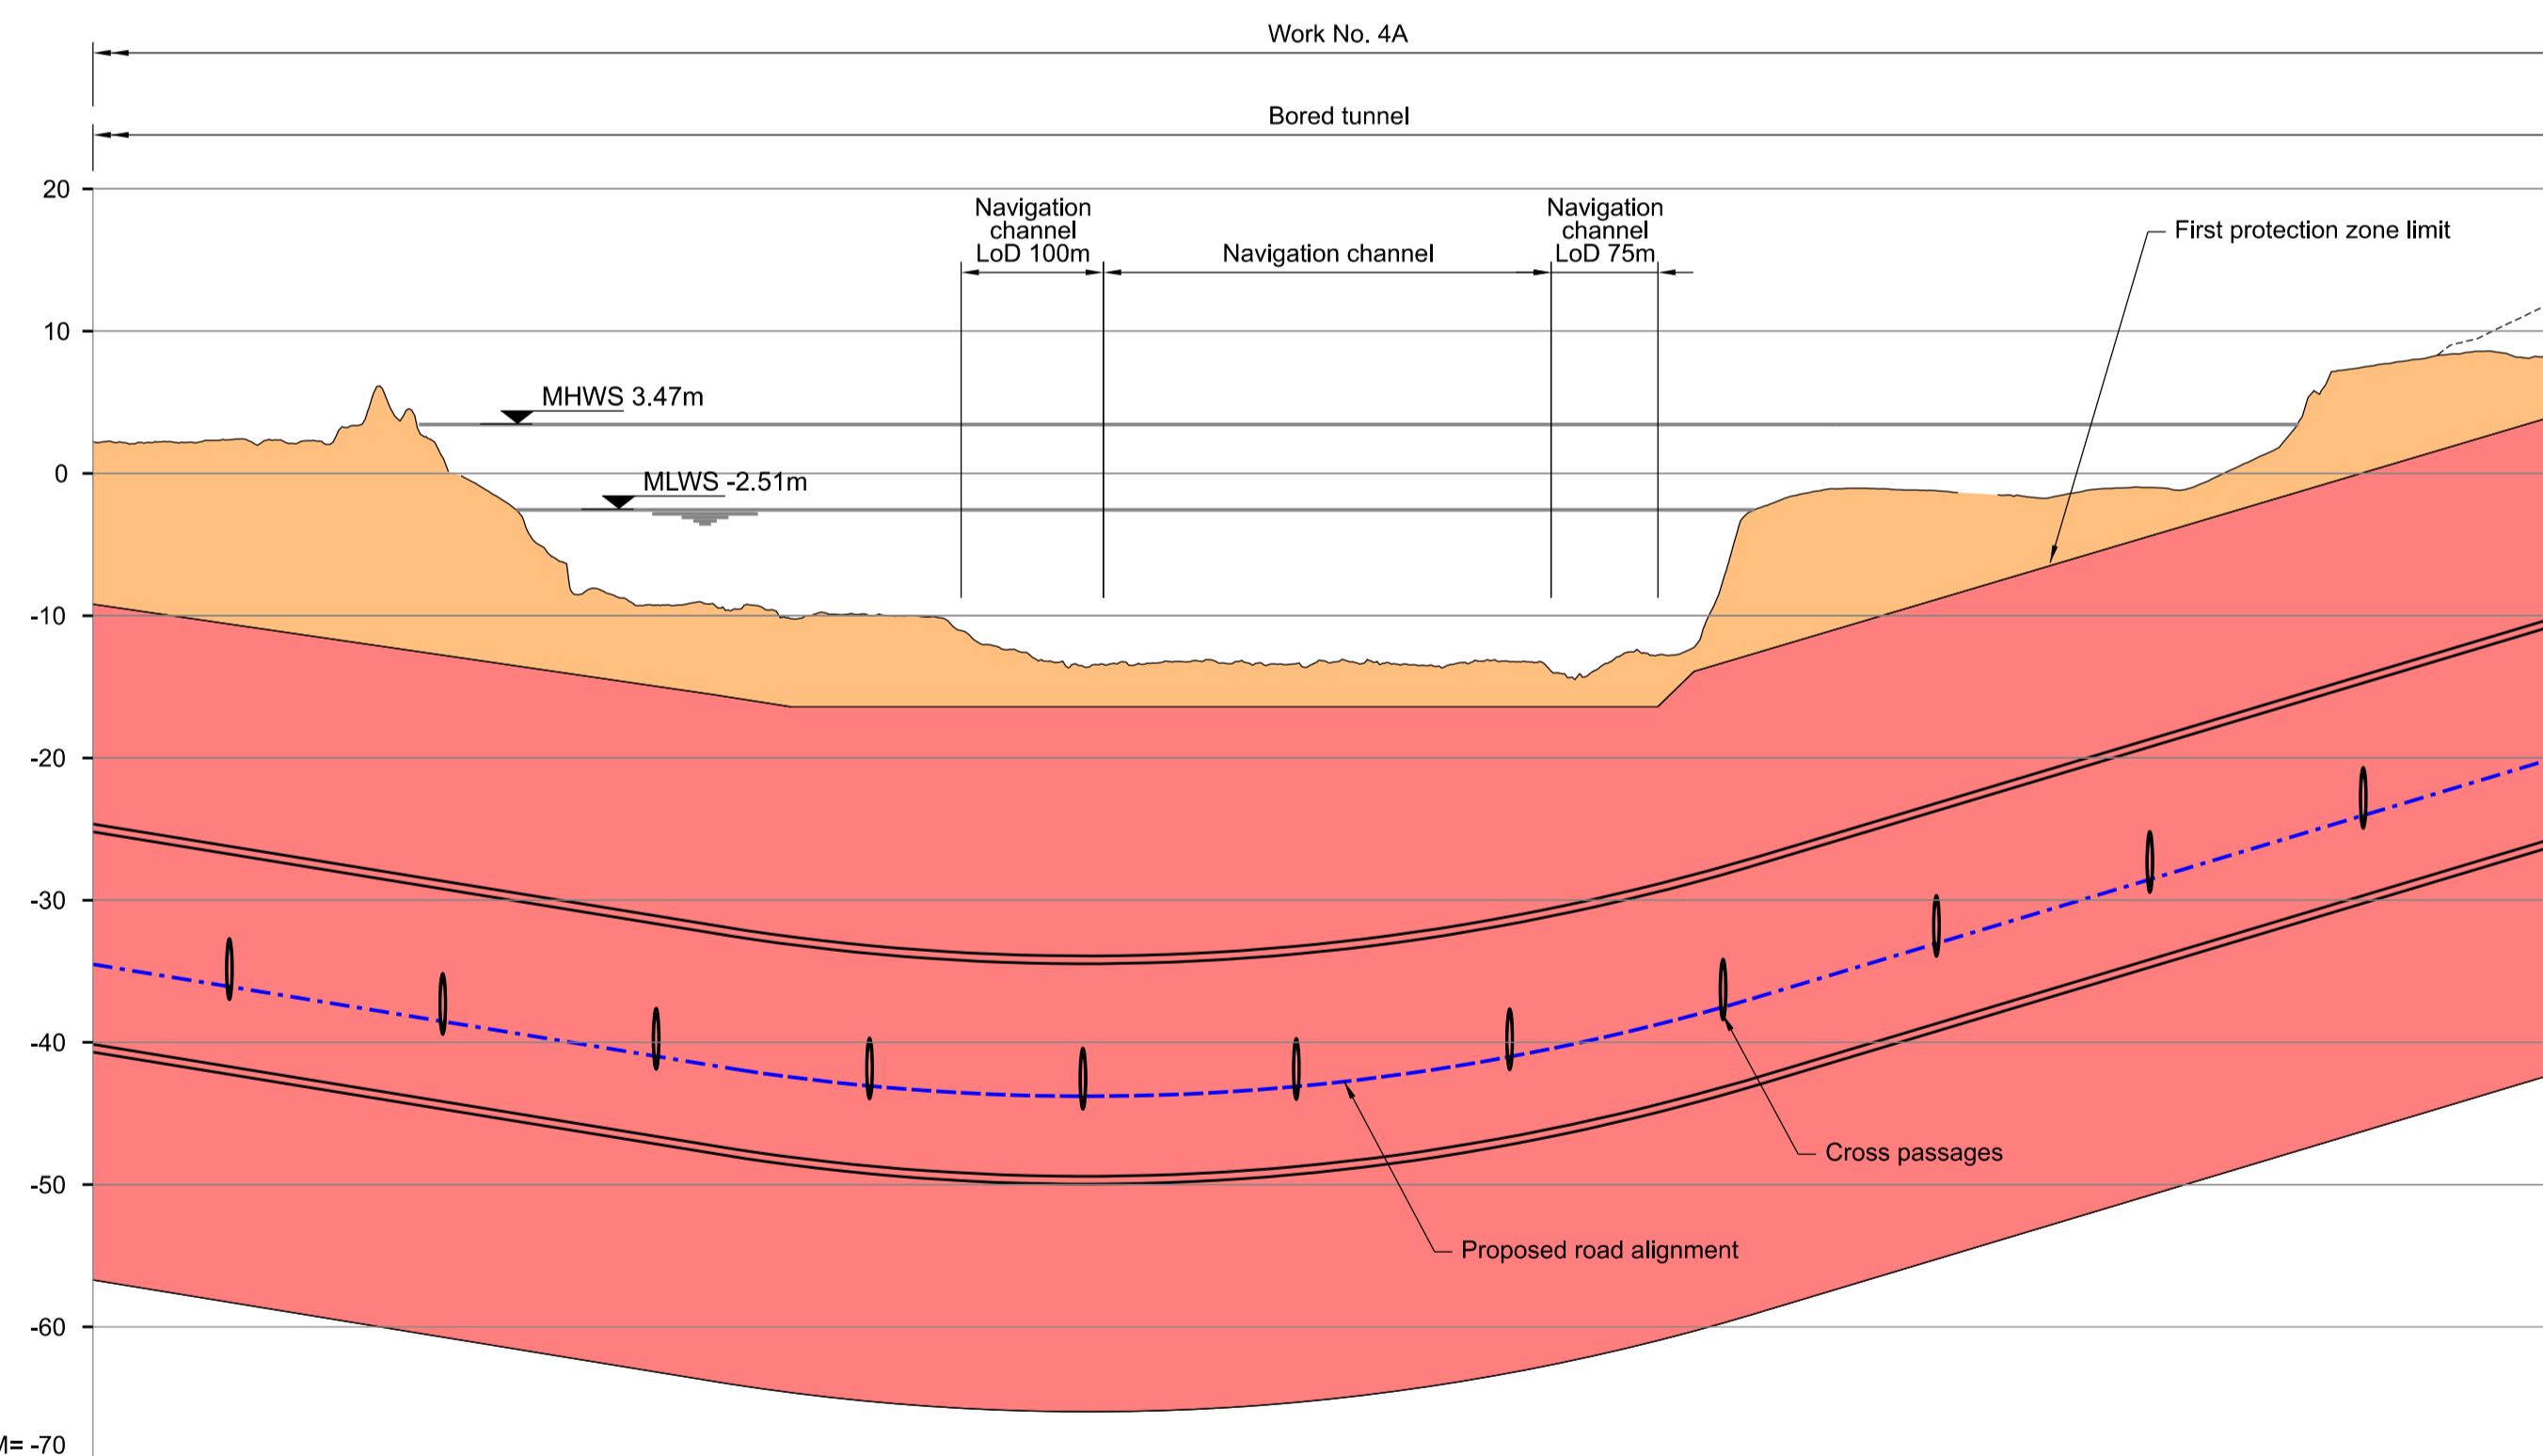 Work No. 4A
Bored tunnel
20
Navigation
channel
LoD 100m
Navigation channel
Navigation
channel
LoD 75m
First protection zone limit
10
MHWS 3.47m
0
MLWS -2.51m
-10
-20
-30
-40
Cross passages
-50
Proposed road alignment
-60
M= -70